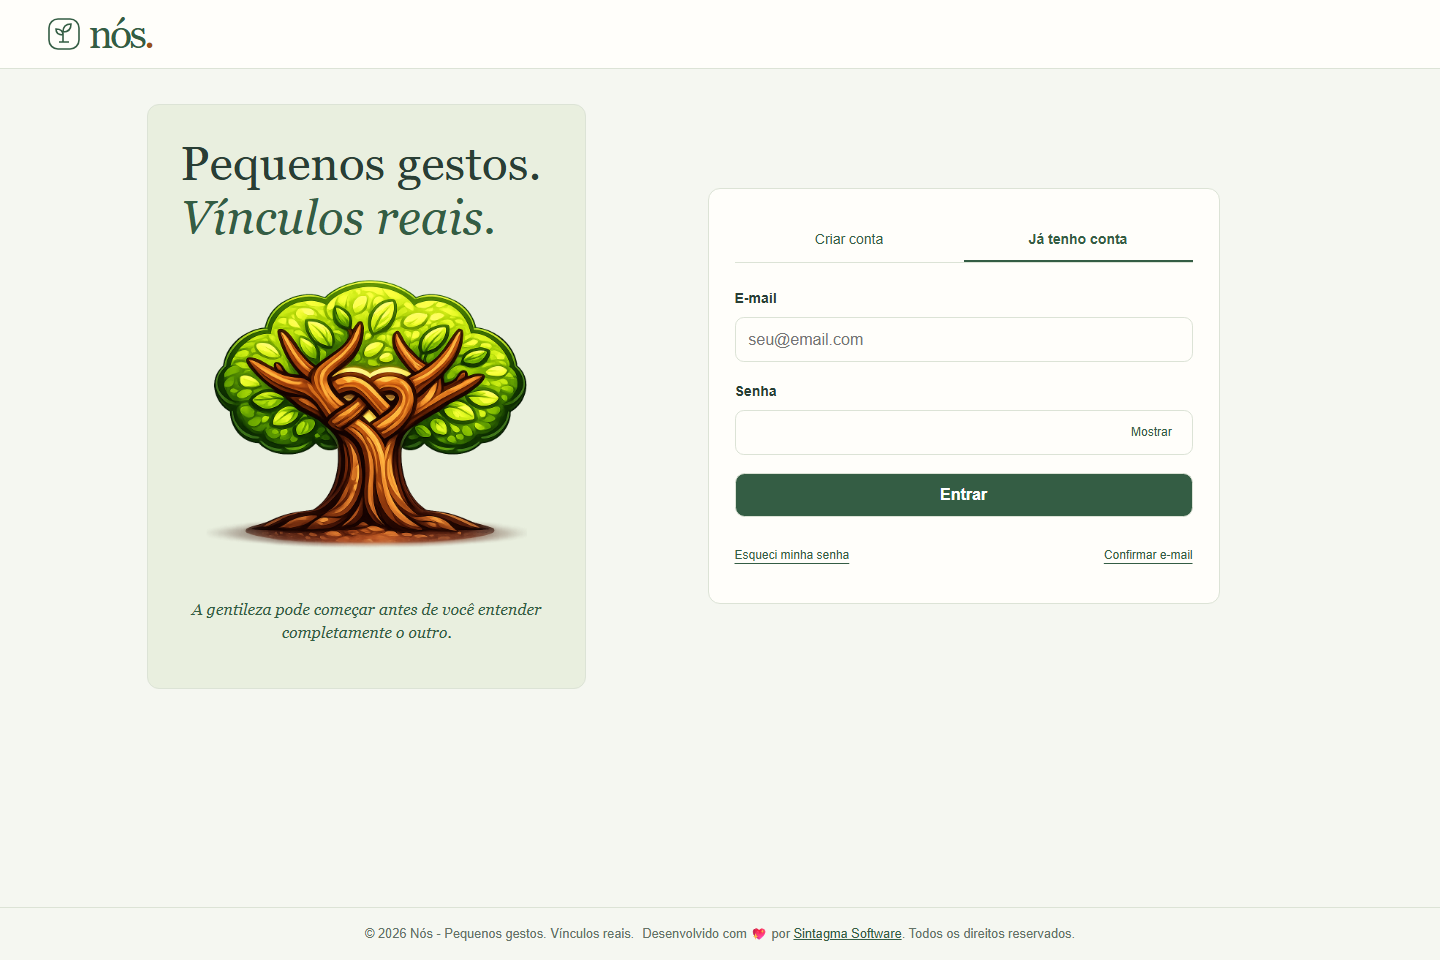 nós.
Pequenos gestos.
Vínculos reais.
A gentileza pode começar antes de você entender
completamente o outro.
Criar conta
Já tenho conta
E-mail
seu@email.com
Senha
Mostrar
Entrar
Esqueci minha senha
Confirmar e-mail
© 2026 Nós - Pequenos gestos. Vínculos reais. Desenvolvido com 💖 por Sintagma Software. Todos os direitos reservados.